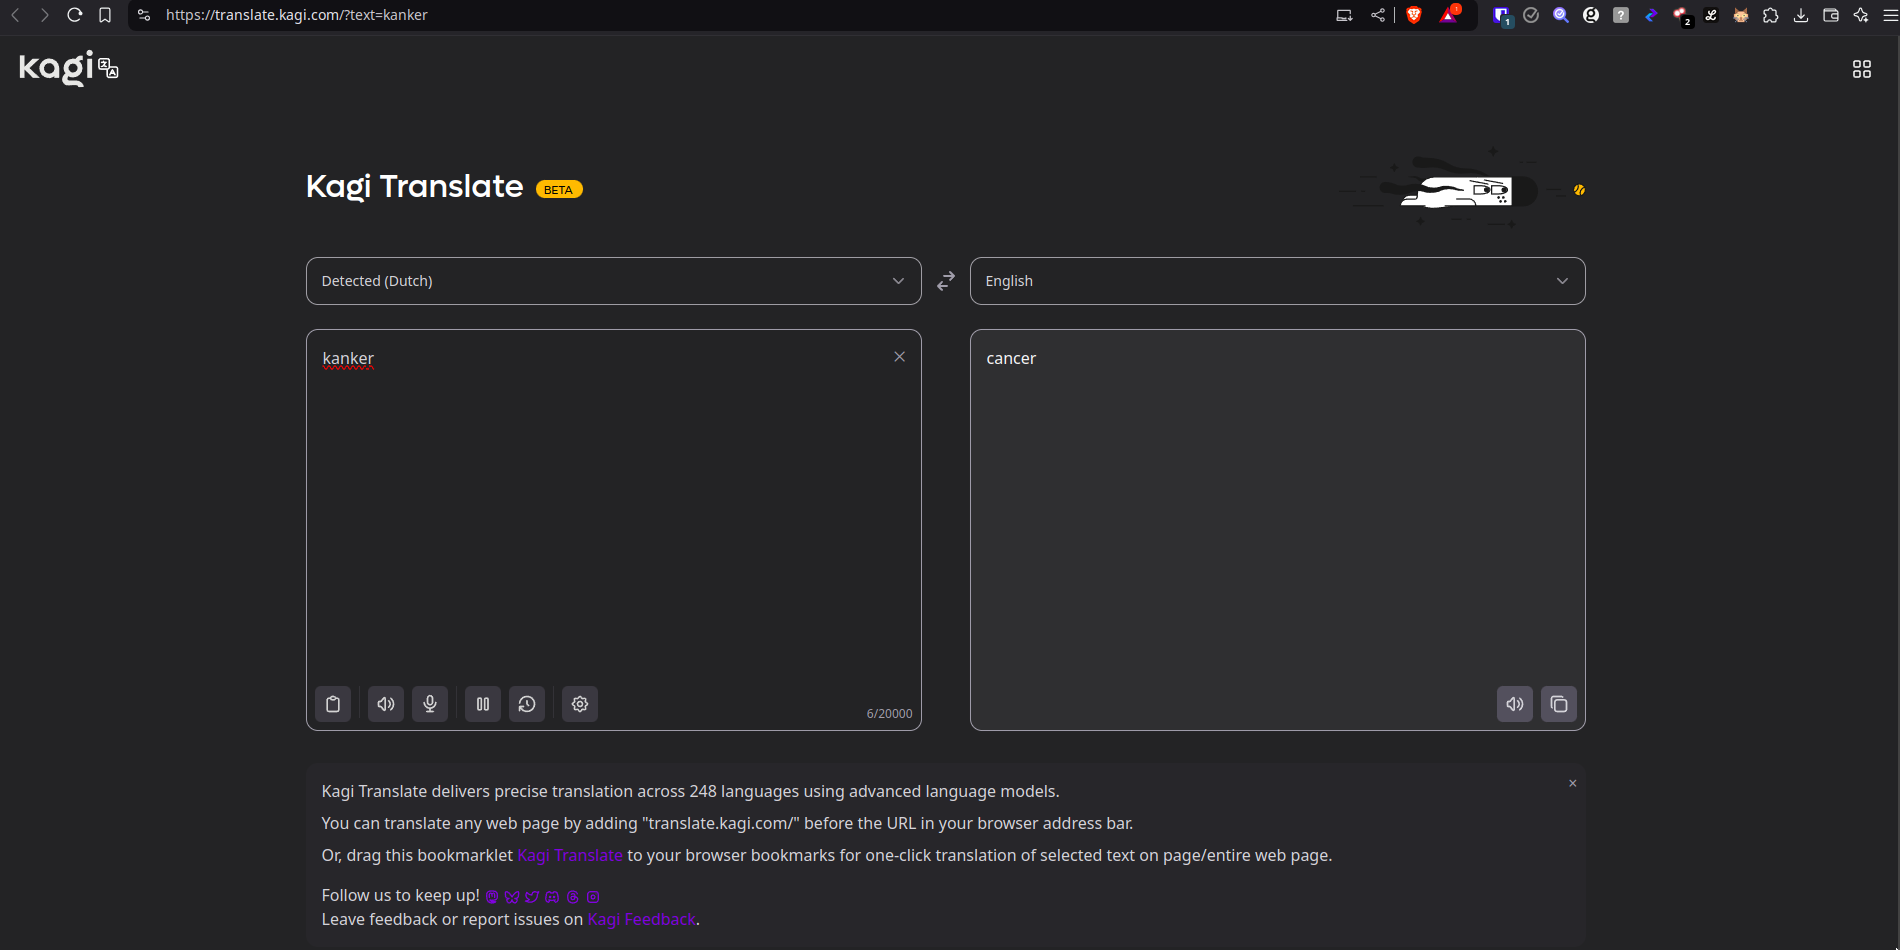 https://translate.kagi.com/?text=kanker
1
2
kagi
Kagi Translate BETA
Detected (Dutch)
English
kanker
cancer
6/20000
Kagi Translate delivers precise translation across 248 languages using advanced language models.
You can translate any web page by adding "translate.kagi.com/" before the URL in your browser address bar.
Or, drag this bookmarklet Kagi Translate to your browser bookmarks for one-click translation of selected text on page/entire web page.
Follow us to keep up!
Leave feedback or report issues on Kagi Feedback.